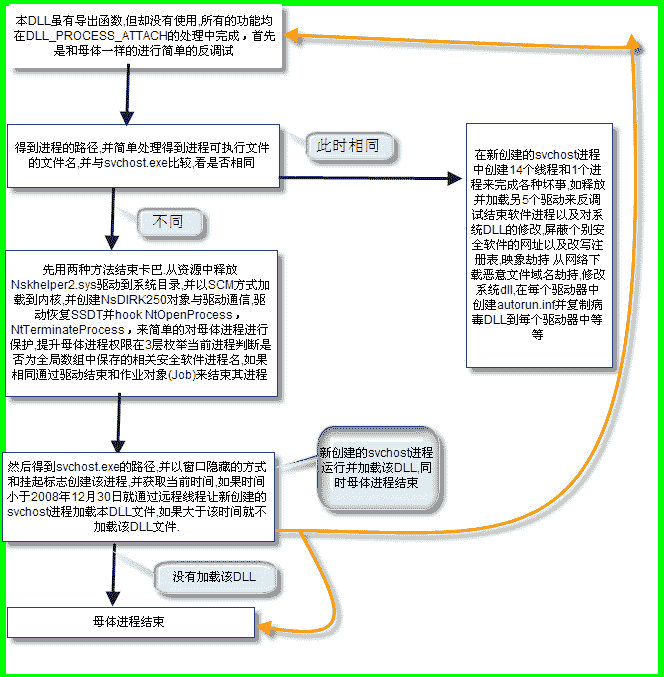 本DLL虽有导出函数,但却没有使用,所有的功能均
在DLL_PROCESS_ATTACH的处理中完成，首先
是和母体一样的进行简单的反调试
得到进程的路径,并简单处理得到进程可执行文件
的文件名,并与svchost.exe比较,看是否相同
此时相同
在新创建的svchost进程
中创建14个线程和1个进
程来完成各种坏事,如释放
并加载另5个驱动来反调
试结束软件进程以及对系
统DLL的修改,屏蔽个别安
全软件的网址以及改写注
册表,映象劫持 从网络下
载恶意文件域名劫持,修改
系统dll,在每个驱动器中
创建autorun.inf并复制病
毒DLL到每个驱动器中等
等
不同
先用两种方法结束卡巴.从资源中释放
Nskhelper2.sys驱动到系统目录,并以SCM方式加
载到内核,并创建NsDlRK250对象与驱动通信,驱
动恢复SSDT并hook NtOpenProcess，
NtTerminateProcess，来简单的对母体进程进行
保护,提升母体进程权限在3层枚举当前进程判断是
否为全局数组中保存的相关安全软件进程名,如果
相同通过驱动结束和作业对象(Job)来结束其进程
然后得到svchost.exe的路径,并以窗口隐藏的方式
和挂起标志创建该进程,并获取当前时间,如果时间
小于2008年12月30日就通过远程线程让新创建的
svchost进程加载本DLL文件,如果大于该时间就不
加载该DLL文件.
新创建的svchost进程
运行并加载该DLL,同
时母体进程结束
没有加载该DLL
母体进程结束